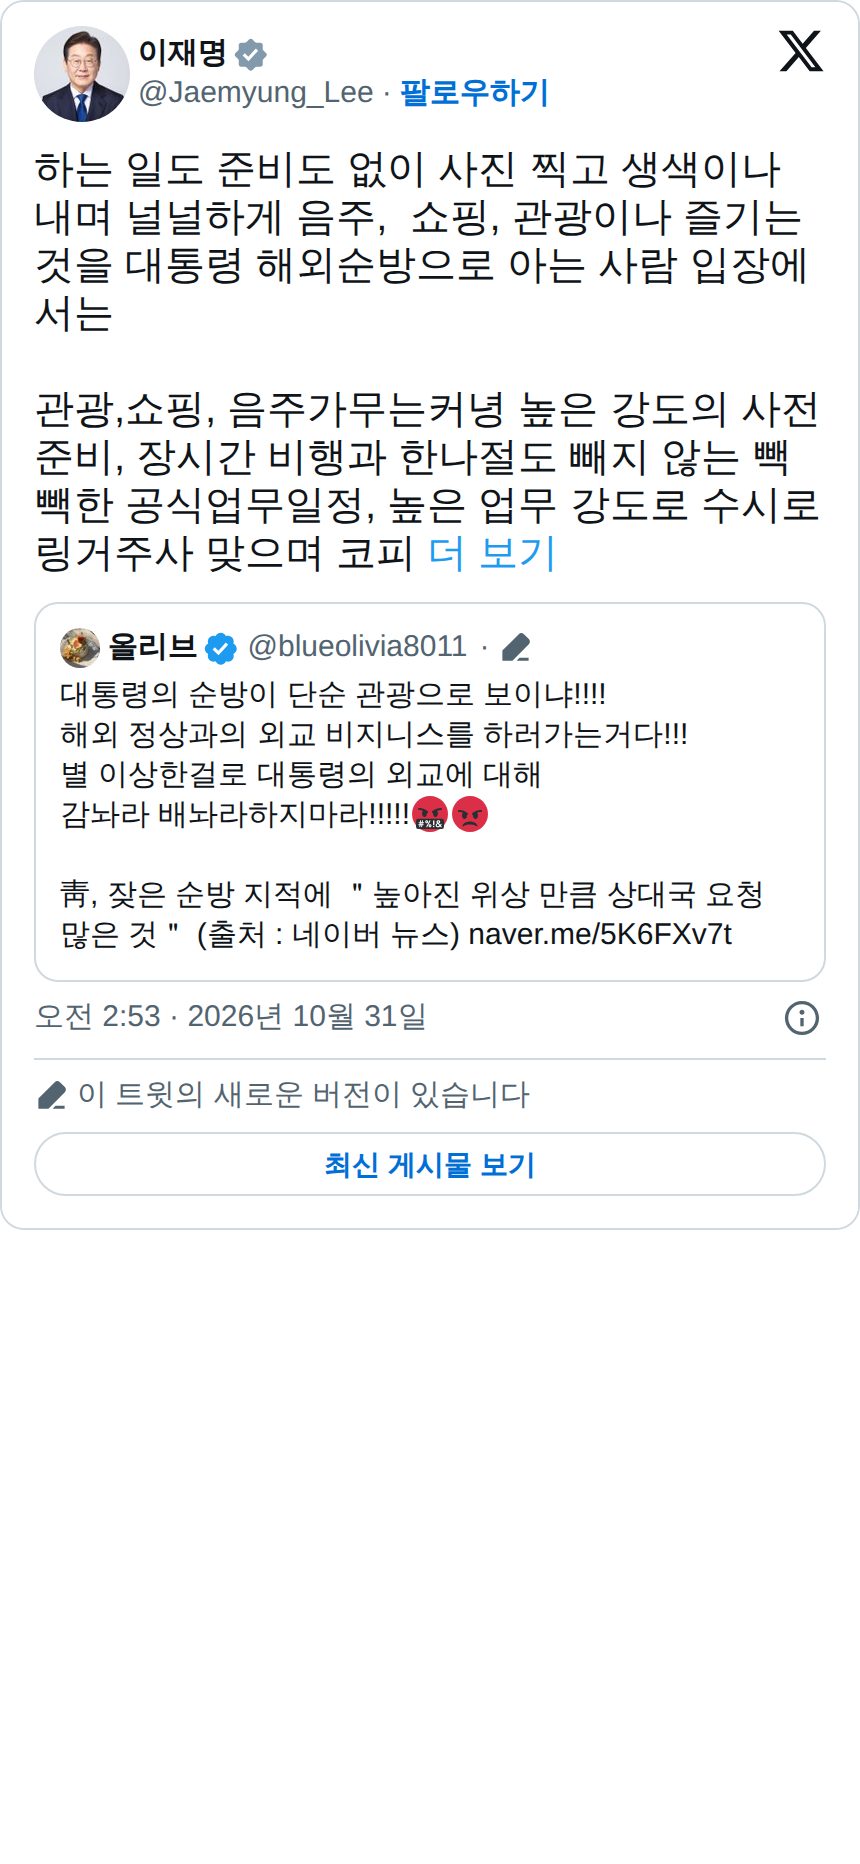 이재명
@Jaemyung_Lee · 팔로우하기
하는 일도 준비도 없이 사진 찍고 생색이나
내며 널널하게 음주,  쇼핑, 관광이나 즐기는
것을 대통령 해외순방으로 아는 사람 입장에
서는
관광,쇼핑, 음주가무는커녕 높은 강도의 사전
준비, 장시간 비행과 한나절도 빼지 않는 빽
빽한 공식업무일정, 높은 업무 강도로 수시로
링거주사 맞으며 코피 더 보기
올리브 @blueolivia8011 ·
대통령의 순방이 단순 관광으로 보이냐!!!!
해외 정상과의 외교 비지니스를 하러가는거다!!!
별 이상한걸로 대통령의 외교에 대해
감놔라 배놔라하지마라!!!!!🤬😡
靑, 잦은 순방 지적에 ＂높아진 위상 만큼 상대국 요청
많은 것＂ (출처 : 네이버 뉴스) naver.me/5K6FXv7t
오전 2:53 · 2026년 10월 31일
이 트윗의 새로운 버전이 있습니다
최신 게시물 보기